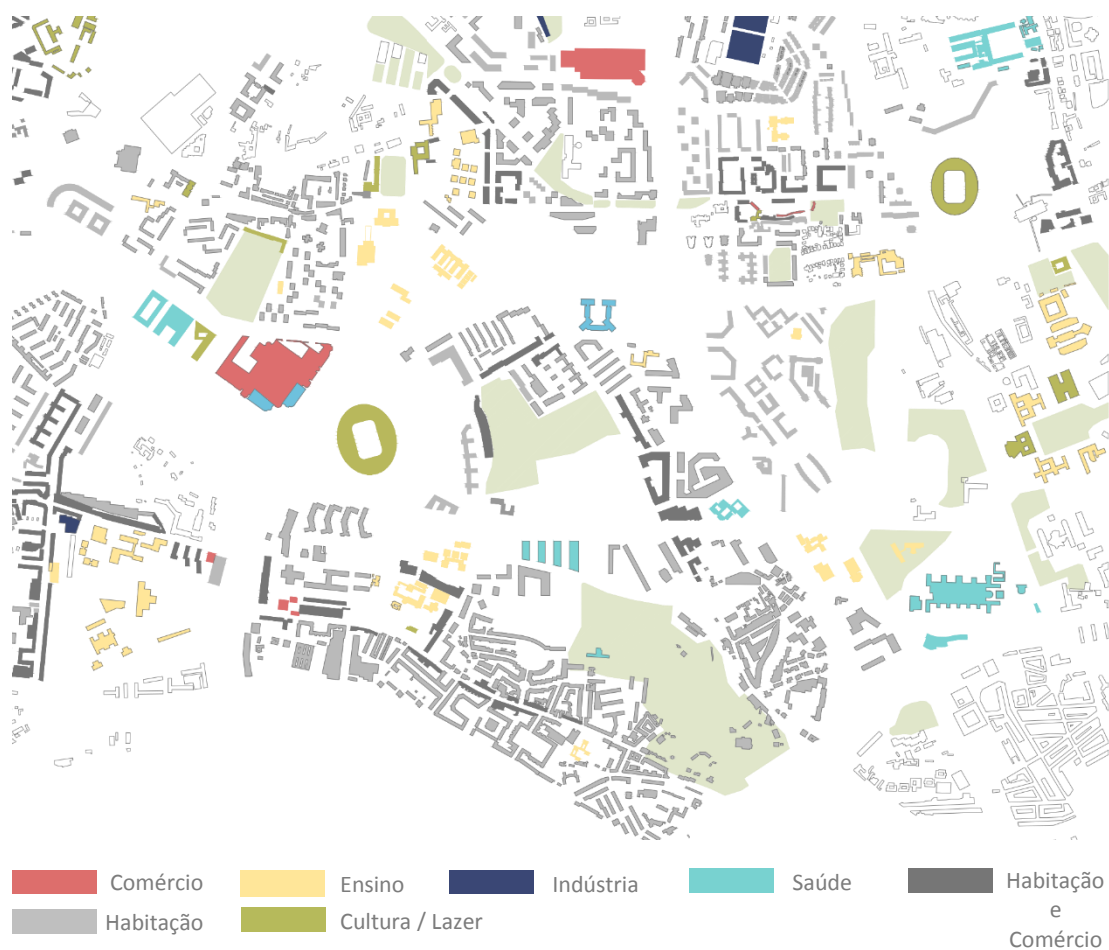 Comércio
Ensino
Indústria
Saúde
Habitação
e
Comércio
Habitação
Cultura / Lazer